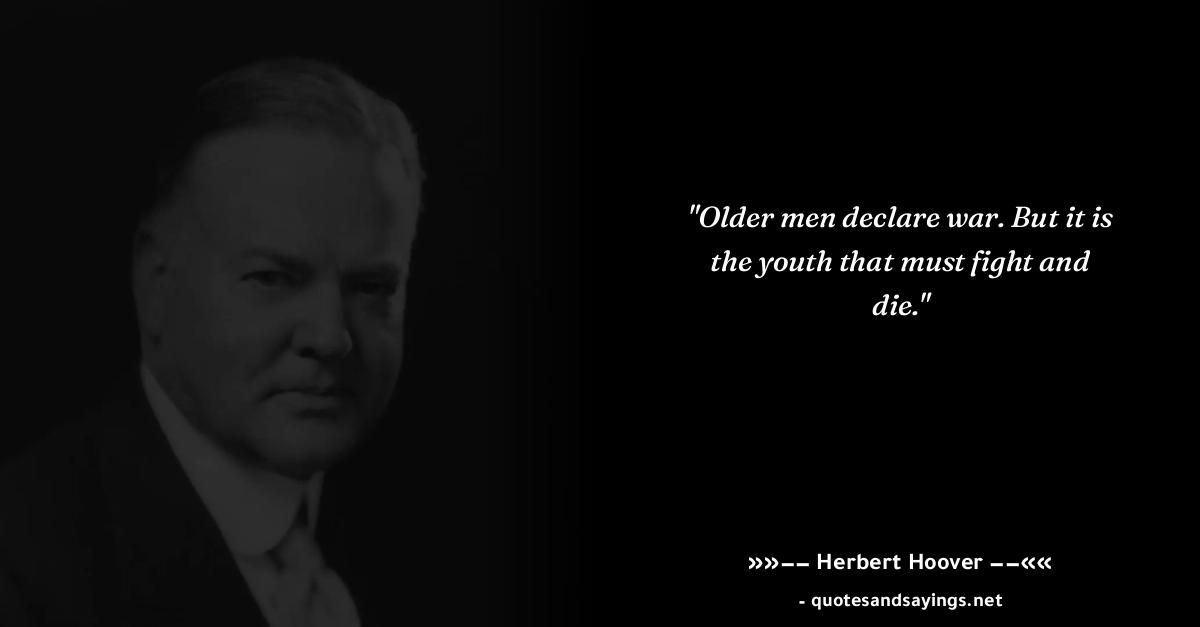 "Older men declare war. But it is
the youth that must fight and
die."
»»−− Herbert Hoover −−««
- quotesandsayings.net